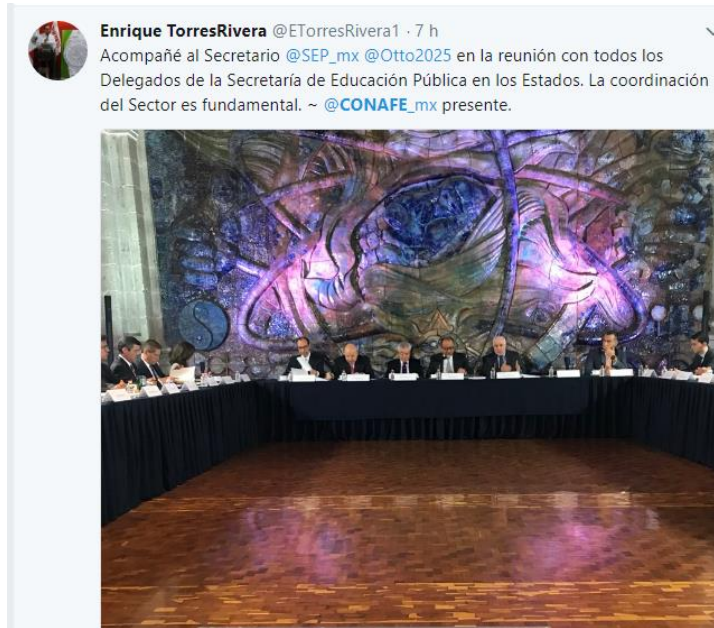 Enrique TorresRivera @ETorresRivera1 · 7 h
Acompañé al Secretario @SEP_mx @Otto2025 en la reunión con todos los
Delegados de la Secretaría de Educación Pública en los Estados. La coordinación
del Sector es fundamental. ~ @CONAFE_mx presente.